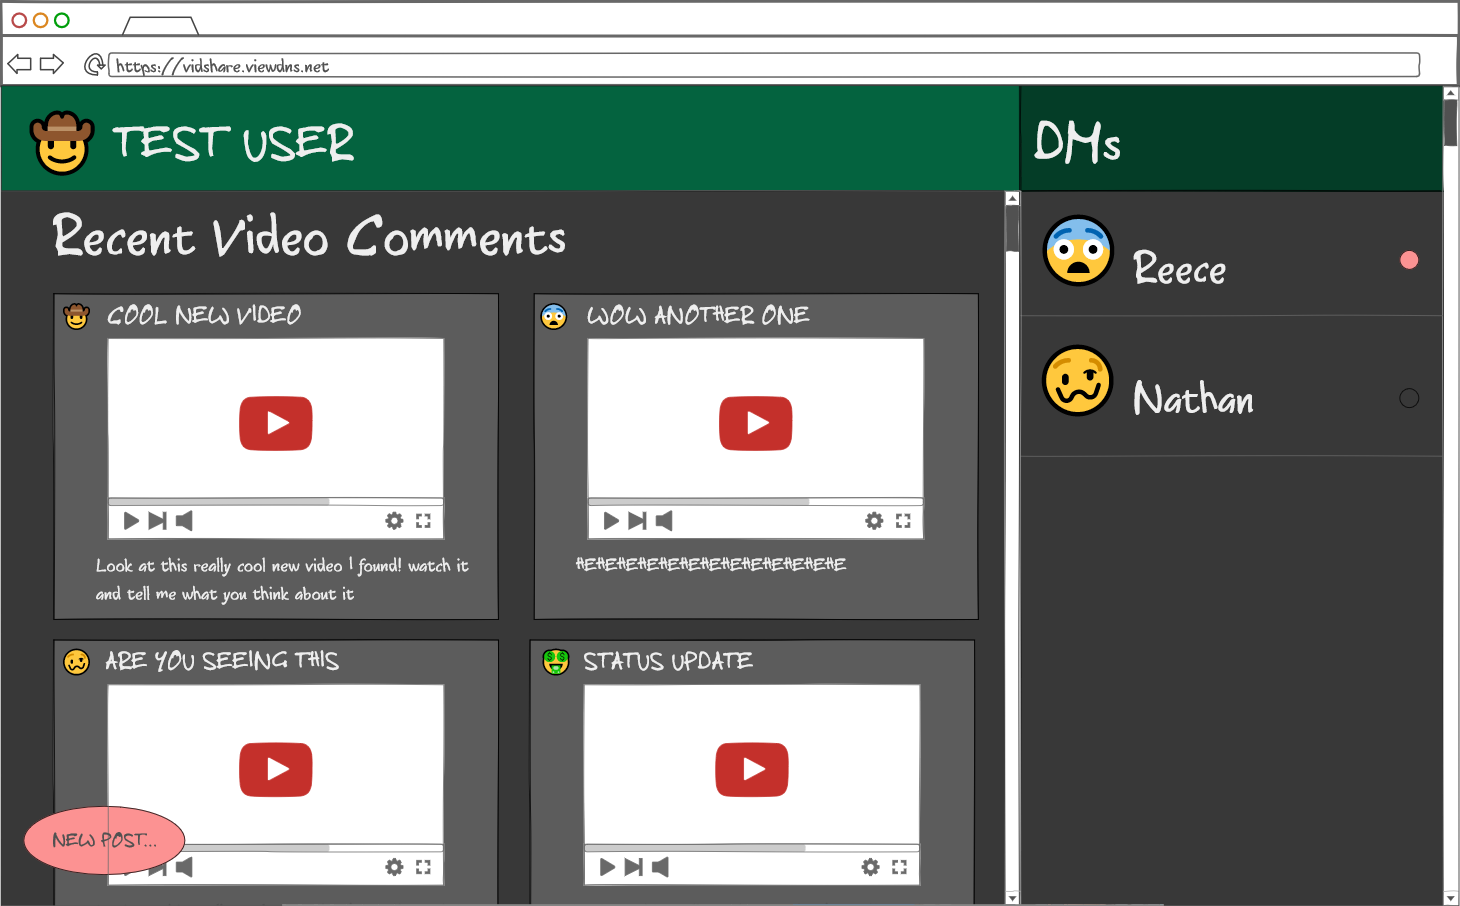 https://vidshare.viewdns.net
TEST USER
DMs
Recent Video Comments
Reece
Nathan
COOL NEW VIDEO
WOW ANOTHER ONE
Look at this really cool new video I found! watch it
and tell me what you think about it
HEHEHEHEHEHEHEHEHEHEHEHEHE
ARE YOU SEEING THIS
STATUS UPDATE
NEW POST...